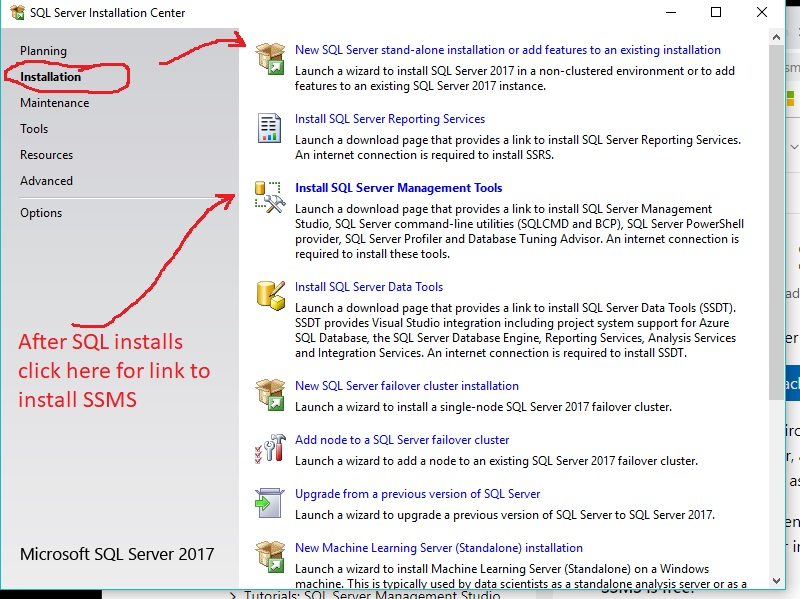 SQL Server Installation Center
Planning
Installation
Maintenance
Tools
Resources
Advanced
Options
After SQL installs
click here for link to
install SSMS
Microsoft SQL Server 2017
New SQL Server stand-alone installation or add features to an existing installation
Launch a wizard to install SQL Server 2017 in a non-clustered environment or to add
features to an existing SQL Server 2017 instance.
Install SQL Server Reporting Services
Launch a download page that provides a link to install SQL Server Reporting Services.
An internet connection is required to install SSRS.
Install SQL Server Management Tools
Launch a download page that provides a link to install SQL Server Management
Studio, SQL Server command-line utilities (SQLCMD and BCP), SQL Server PowerShell
provider, SQL Server Profiler and Database Tuning Advisor. An internet connection is
required to install these tools.
Install SQL Server Data Tools
Launch a download page that provides a link to install SQL Server Data Tools (SSDT).
SSDT provides Visual Studio integration including project system support for Azure
SQL Database, the SQL Server Database Engine, Reporting Services, Analysis Services
and Integration Services. An internet connection is required to install SSDT.
New SQL Server failover cluster installation
Launch a wizard to install a single-node SQL Server 2017 failover cluster.
Add node to a SQL Server failover cluster
Launch a wizard to add a node to an existing SQL Server 2017 failover cluster.
Upgrade from a previous version of SQL Server
Launch a wizard to upgrade a previous version of SQL Server to SQL Server 2017.
New Machine Learning Server (Standalone) installation
Launch a wizard to install Machine Learning Server (Standalone) on a Windows
machine. This is typically used by data scientists as a standalone analysis server or as a
Tutorials: SQL Server Management Studio
SSMS is free!